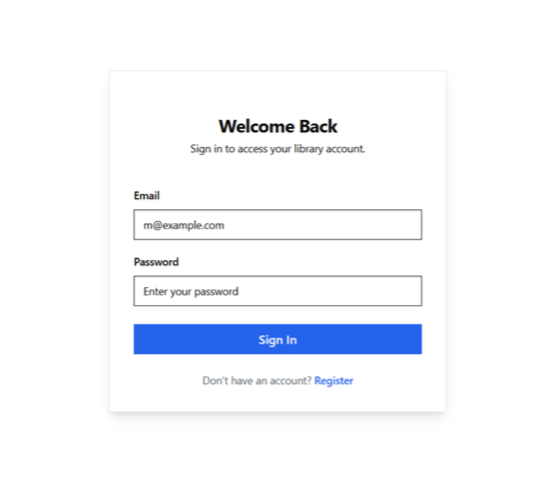 Welcome Back
Sign in to access your library account.
Email
m@example.com
Password
Enter your password
Sign In
Don't have an account? Register